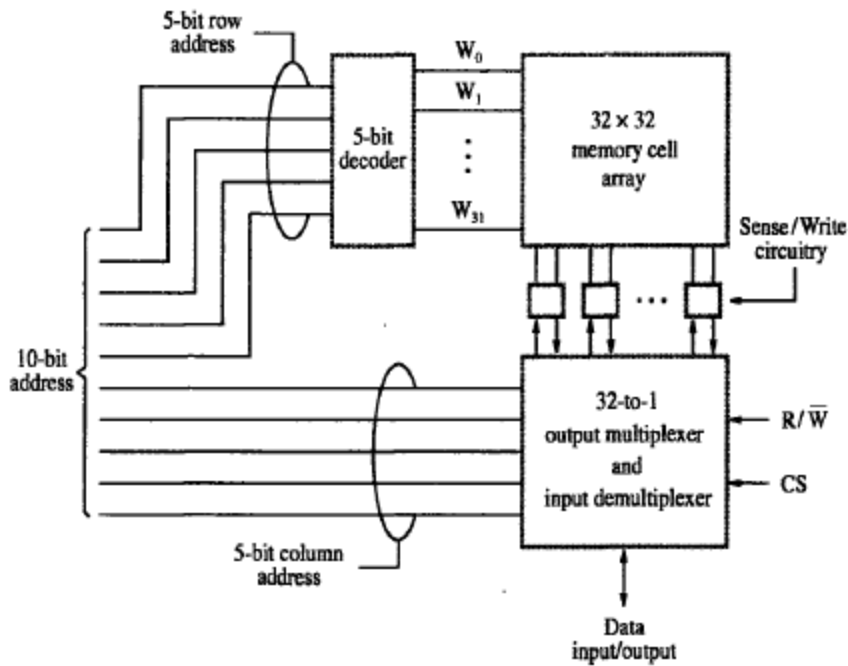 5-bit row
address
W₀
W₁
5-bit
decoder
32 × 32
memory cell
array
W₃₁
Sense/Write
circuitry
10-bit
address
32-to-1
output multiplexer
and
input demultiplexer
R/W̅
CS
5-bit column
address
Data
input/output